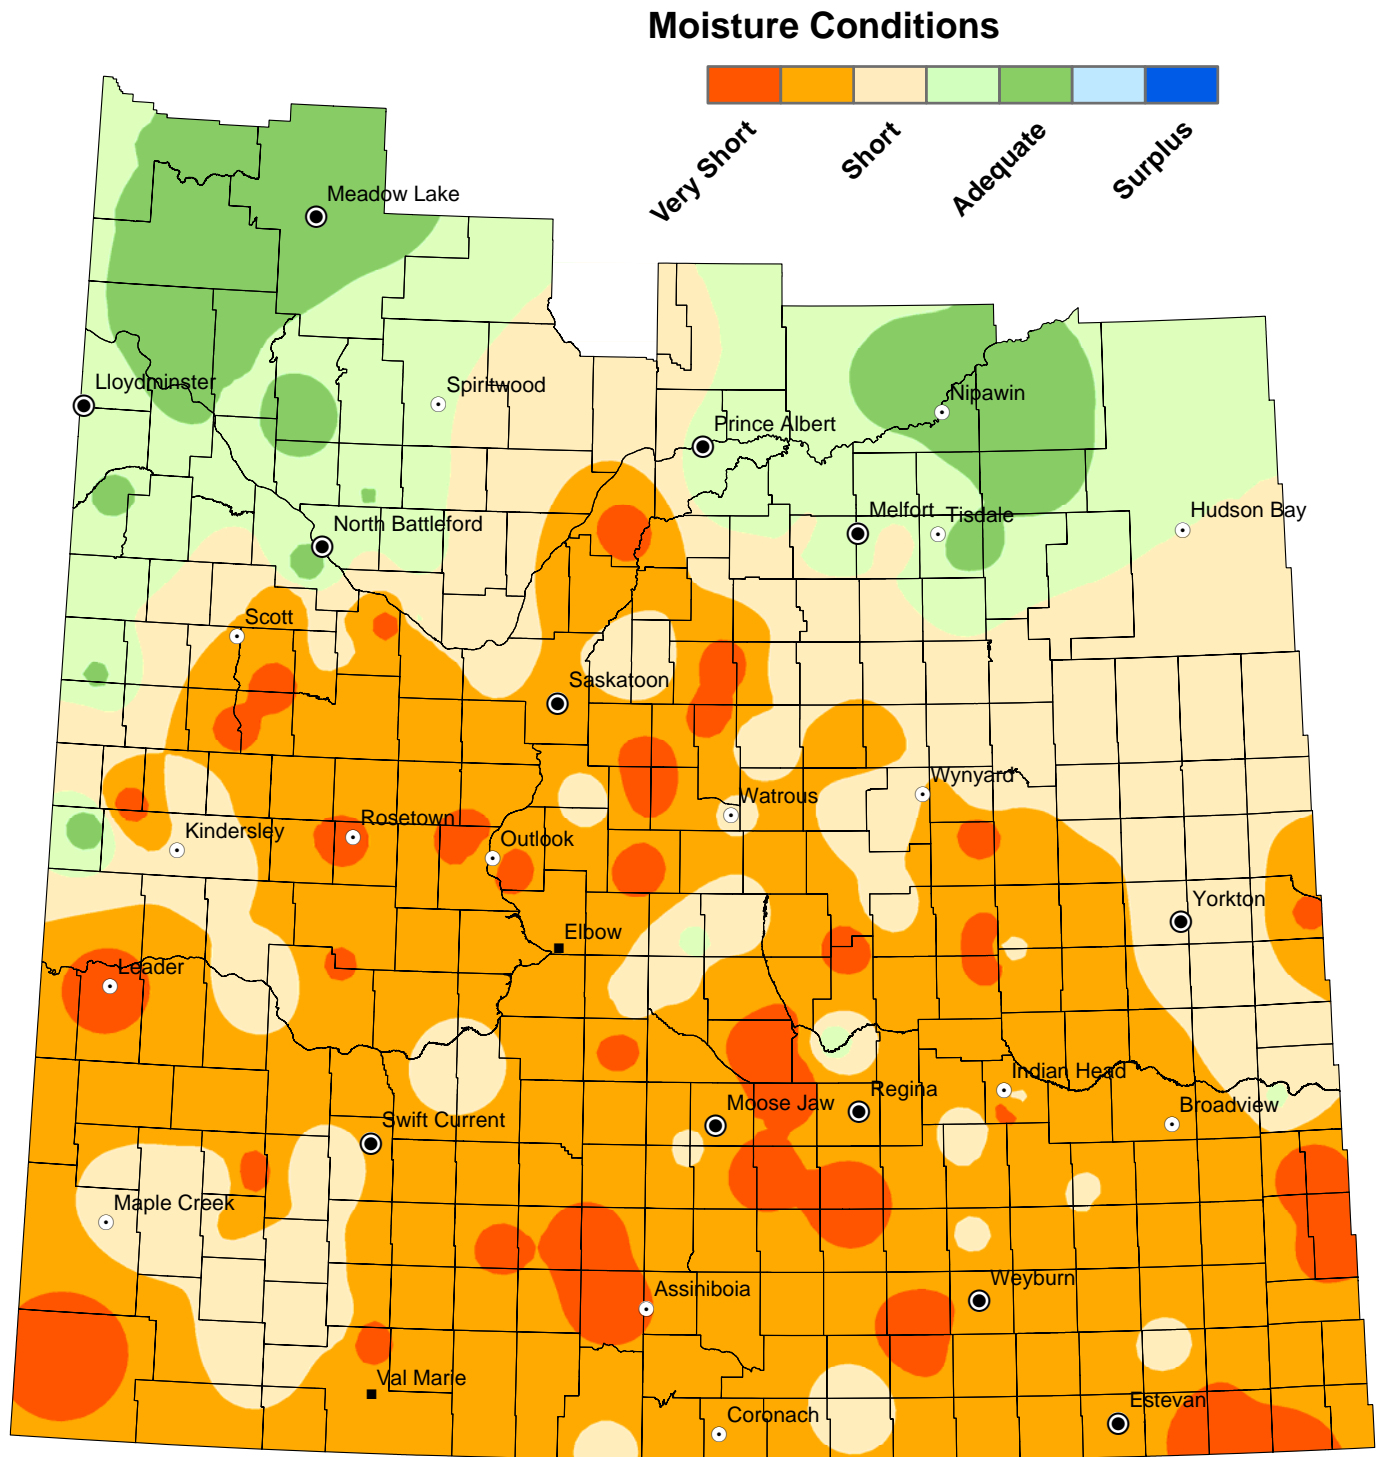 Moisture Conditions
Very Short
Short
Adequate
Surplus
Meadow Lake
Lloydminster
Spiritwood
Nipawin
Prince Albert
Melfort
Tisdale
Hudson Bay
North Battleford
Scott
Saskatoon
Wynyard
Watrous
Rosetown
Kindersley
Outlook
Yorkton
Elbow
Leader
Indian Head
Regina
Moose Jaw
Broadview
Swift Current
Maple Creek
Weyburn
Assiniboia
Val Marie
Estevan
Coronach